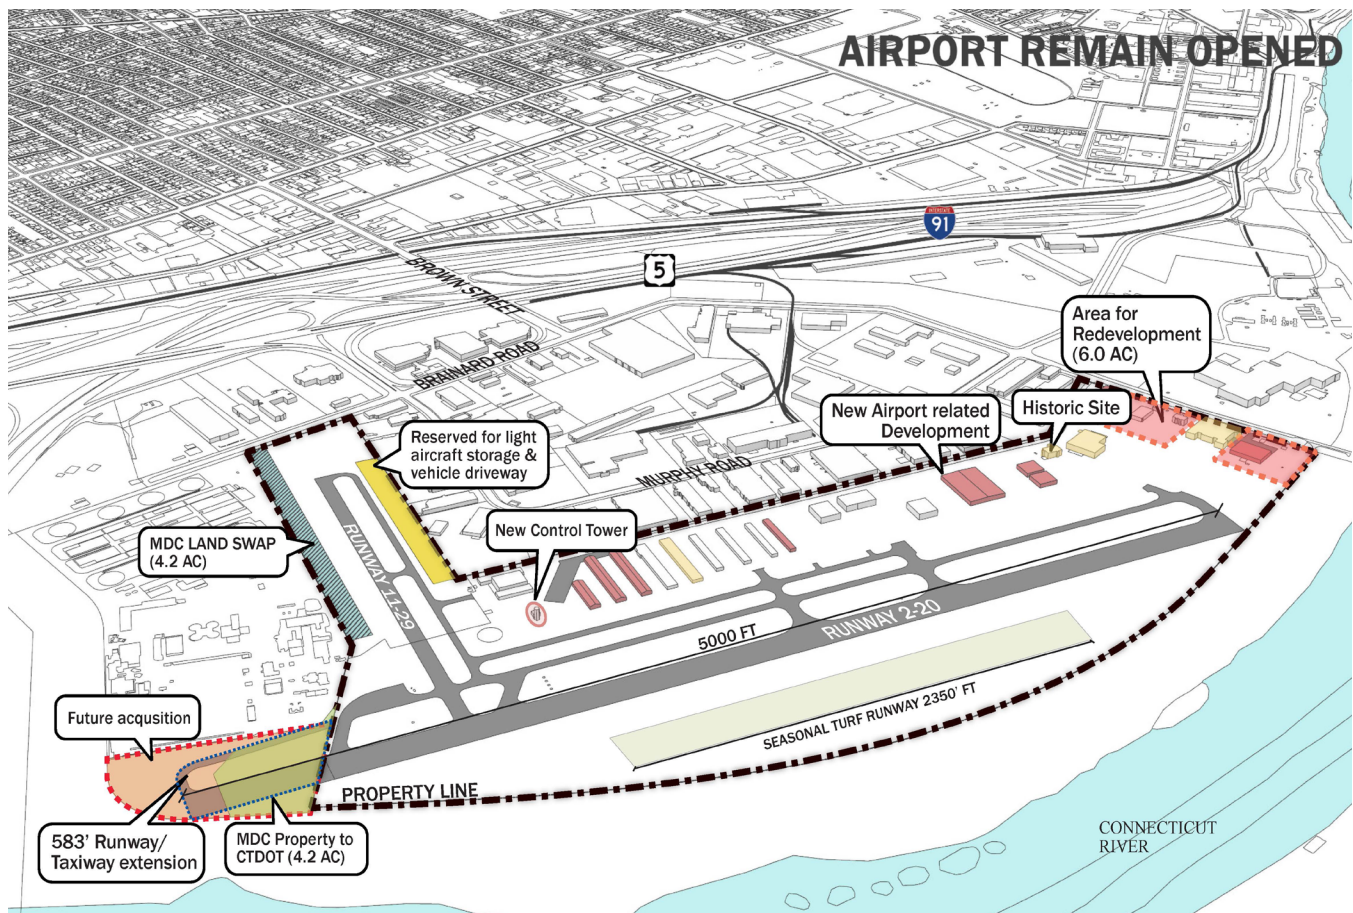 AIRPORT REMAIN OPENED
INTERSTATE
91
5
BROWN STREET
BRAINARD ROAD
Area for
Redevelopment
(6.0 AC)
Historic Site
New Airport related
Development
Reserved for light
aircraft storage &
vehicle driveway
MURPHY ROAD
New Control Tower
MDC LAND SWAP
(4.2 AC)
RUNWAY 11-29
5000 FT
RUNWAY 2-20
SEASONAL TURF RUNWAY 2350' FT
Future acqusition
PROPERTY LINE
583' Runway/
Taxiway extension
MDC Property to
CTDOT (4.2 AC)
CONNECTICUT
RIVER